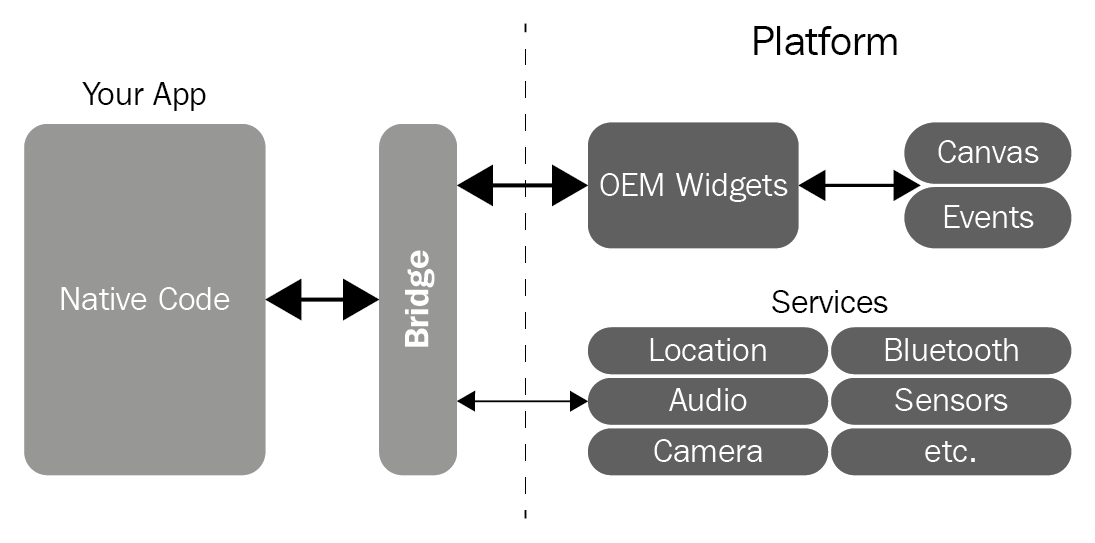 Platform
Your App
Native Code
Bridge
OEM Widgets
Canvas
Events
Services
Location
Bluetooth
Audio
Sensors
Camera
etc.